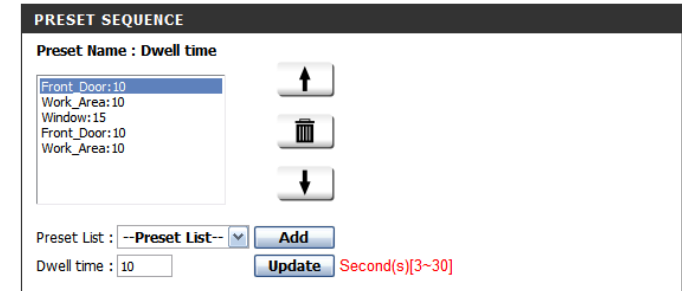 PRESET SEQUENCE
Preset Name : Dwell time
Front_Door:10
Work_Area:10
Window:15
Front_Door:10
Work_Area:10
Preset List : --Preset List-- Add
Dwell time : 10 Update Second(s)[3~30]